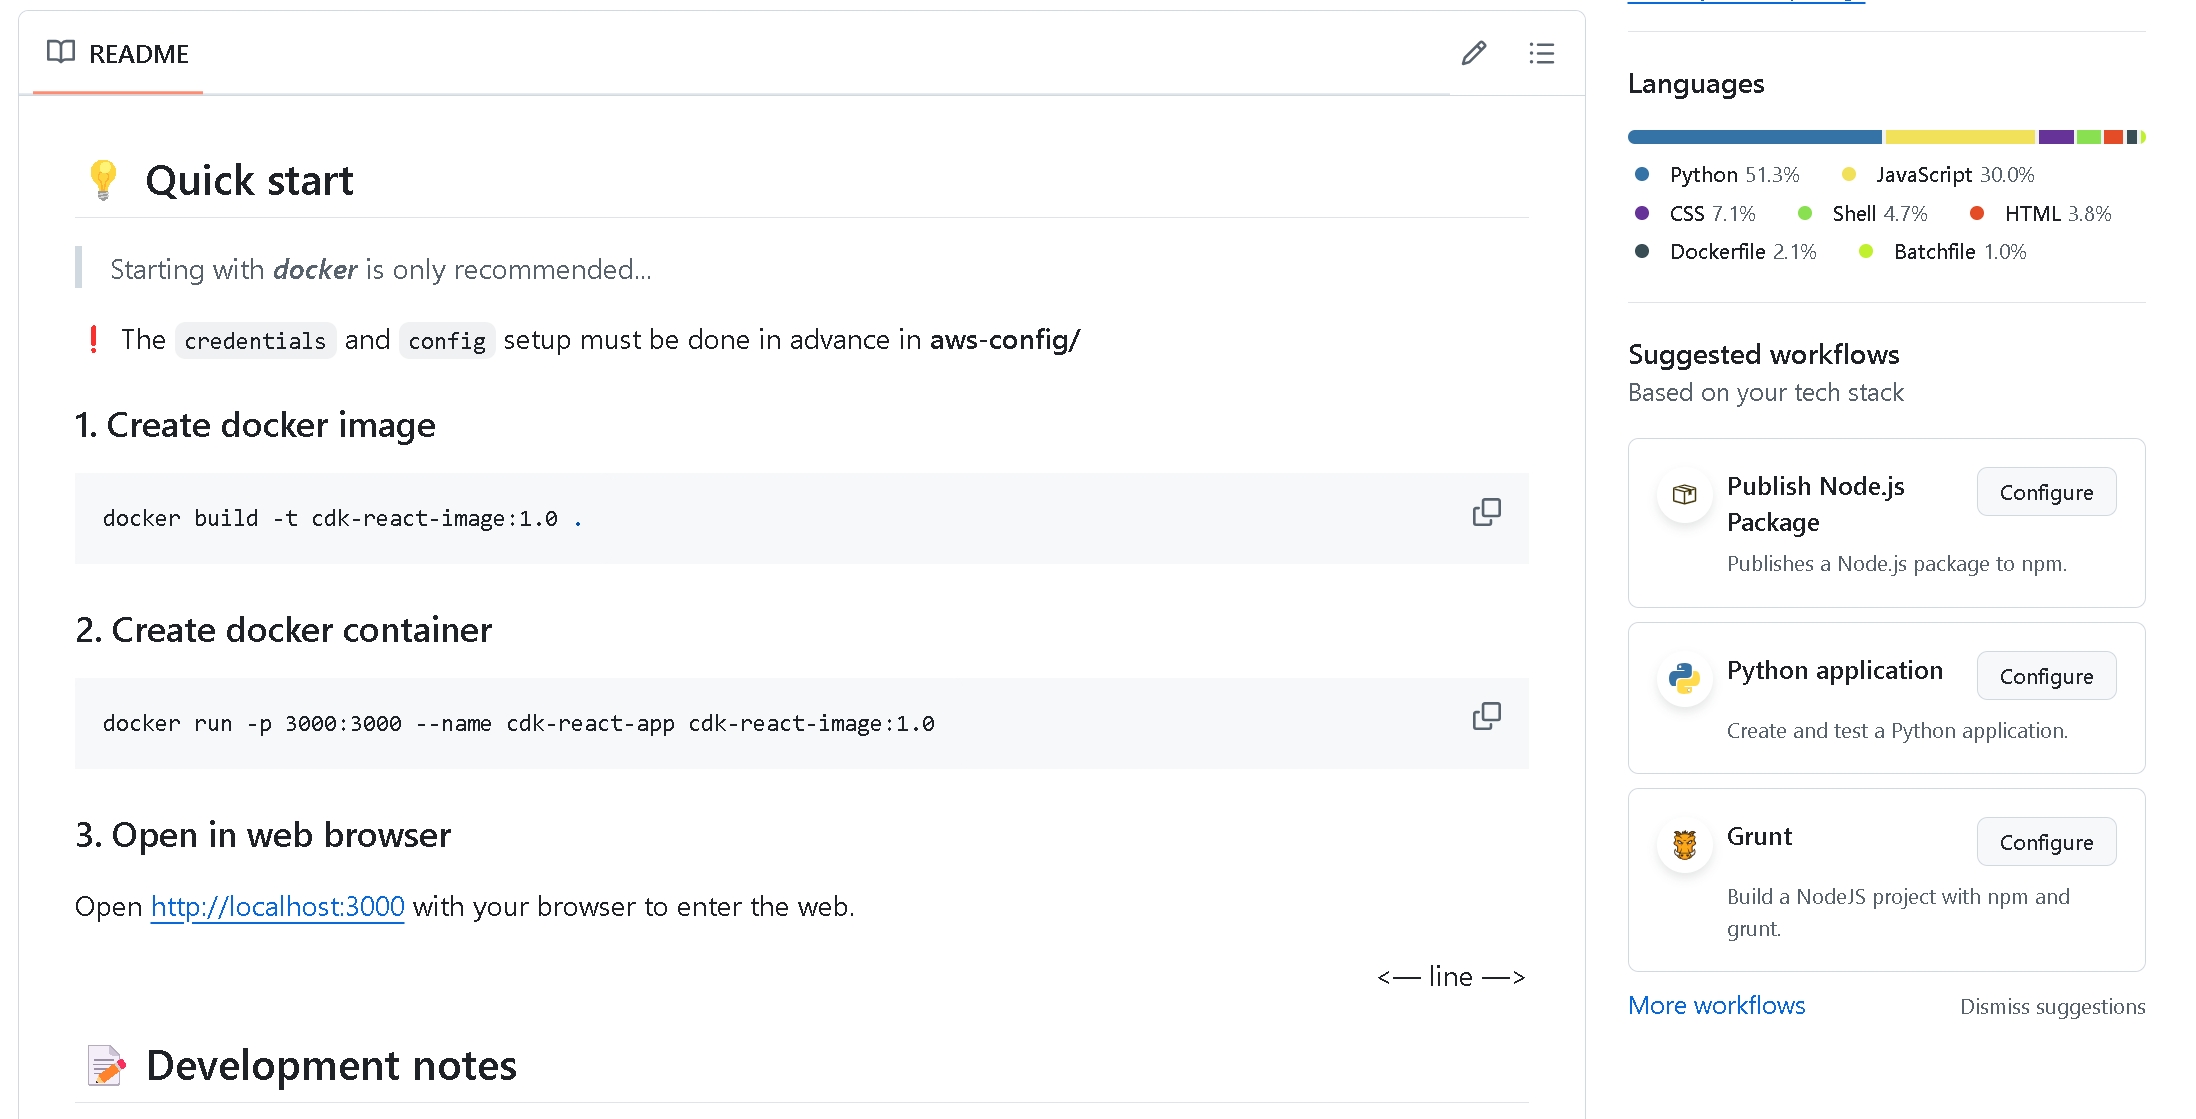 README
Quick start
Starting with docker is only recommended...
The credentials and config setup must be done in advance in aws-config/
1. Create docker image
docker build -t cdk-react-image:1.0 .
2. Create docker container
docker run -p 3000:3000 --name cdk-react-app cdk-react-image:1.0
3. Open in web browser
Open http://localhost:3000 with your browser to enter the web.
<— line —>
Development notes
Languages
Python 51.3%
JavaScript 30.0%
CSS 7.1%
Shell 4.7%
HTML 3.8%
Dockerfile 2.1%
Batchfile 1.0%
Suggested workflows
Based on your tech stack
Publish Node.js
Package
Configure
Publishes a Node.js package to npm.
Python application
Configure
Create and test a Python application.
Grunt
Configure
Build a NodeJS project with npm and
grunt.
More workflows
Dismiss suggestions